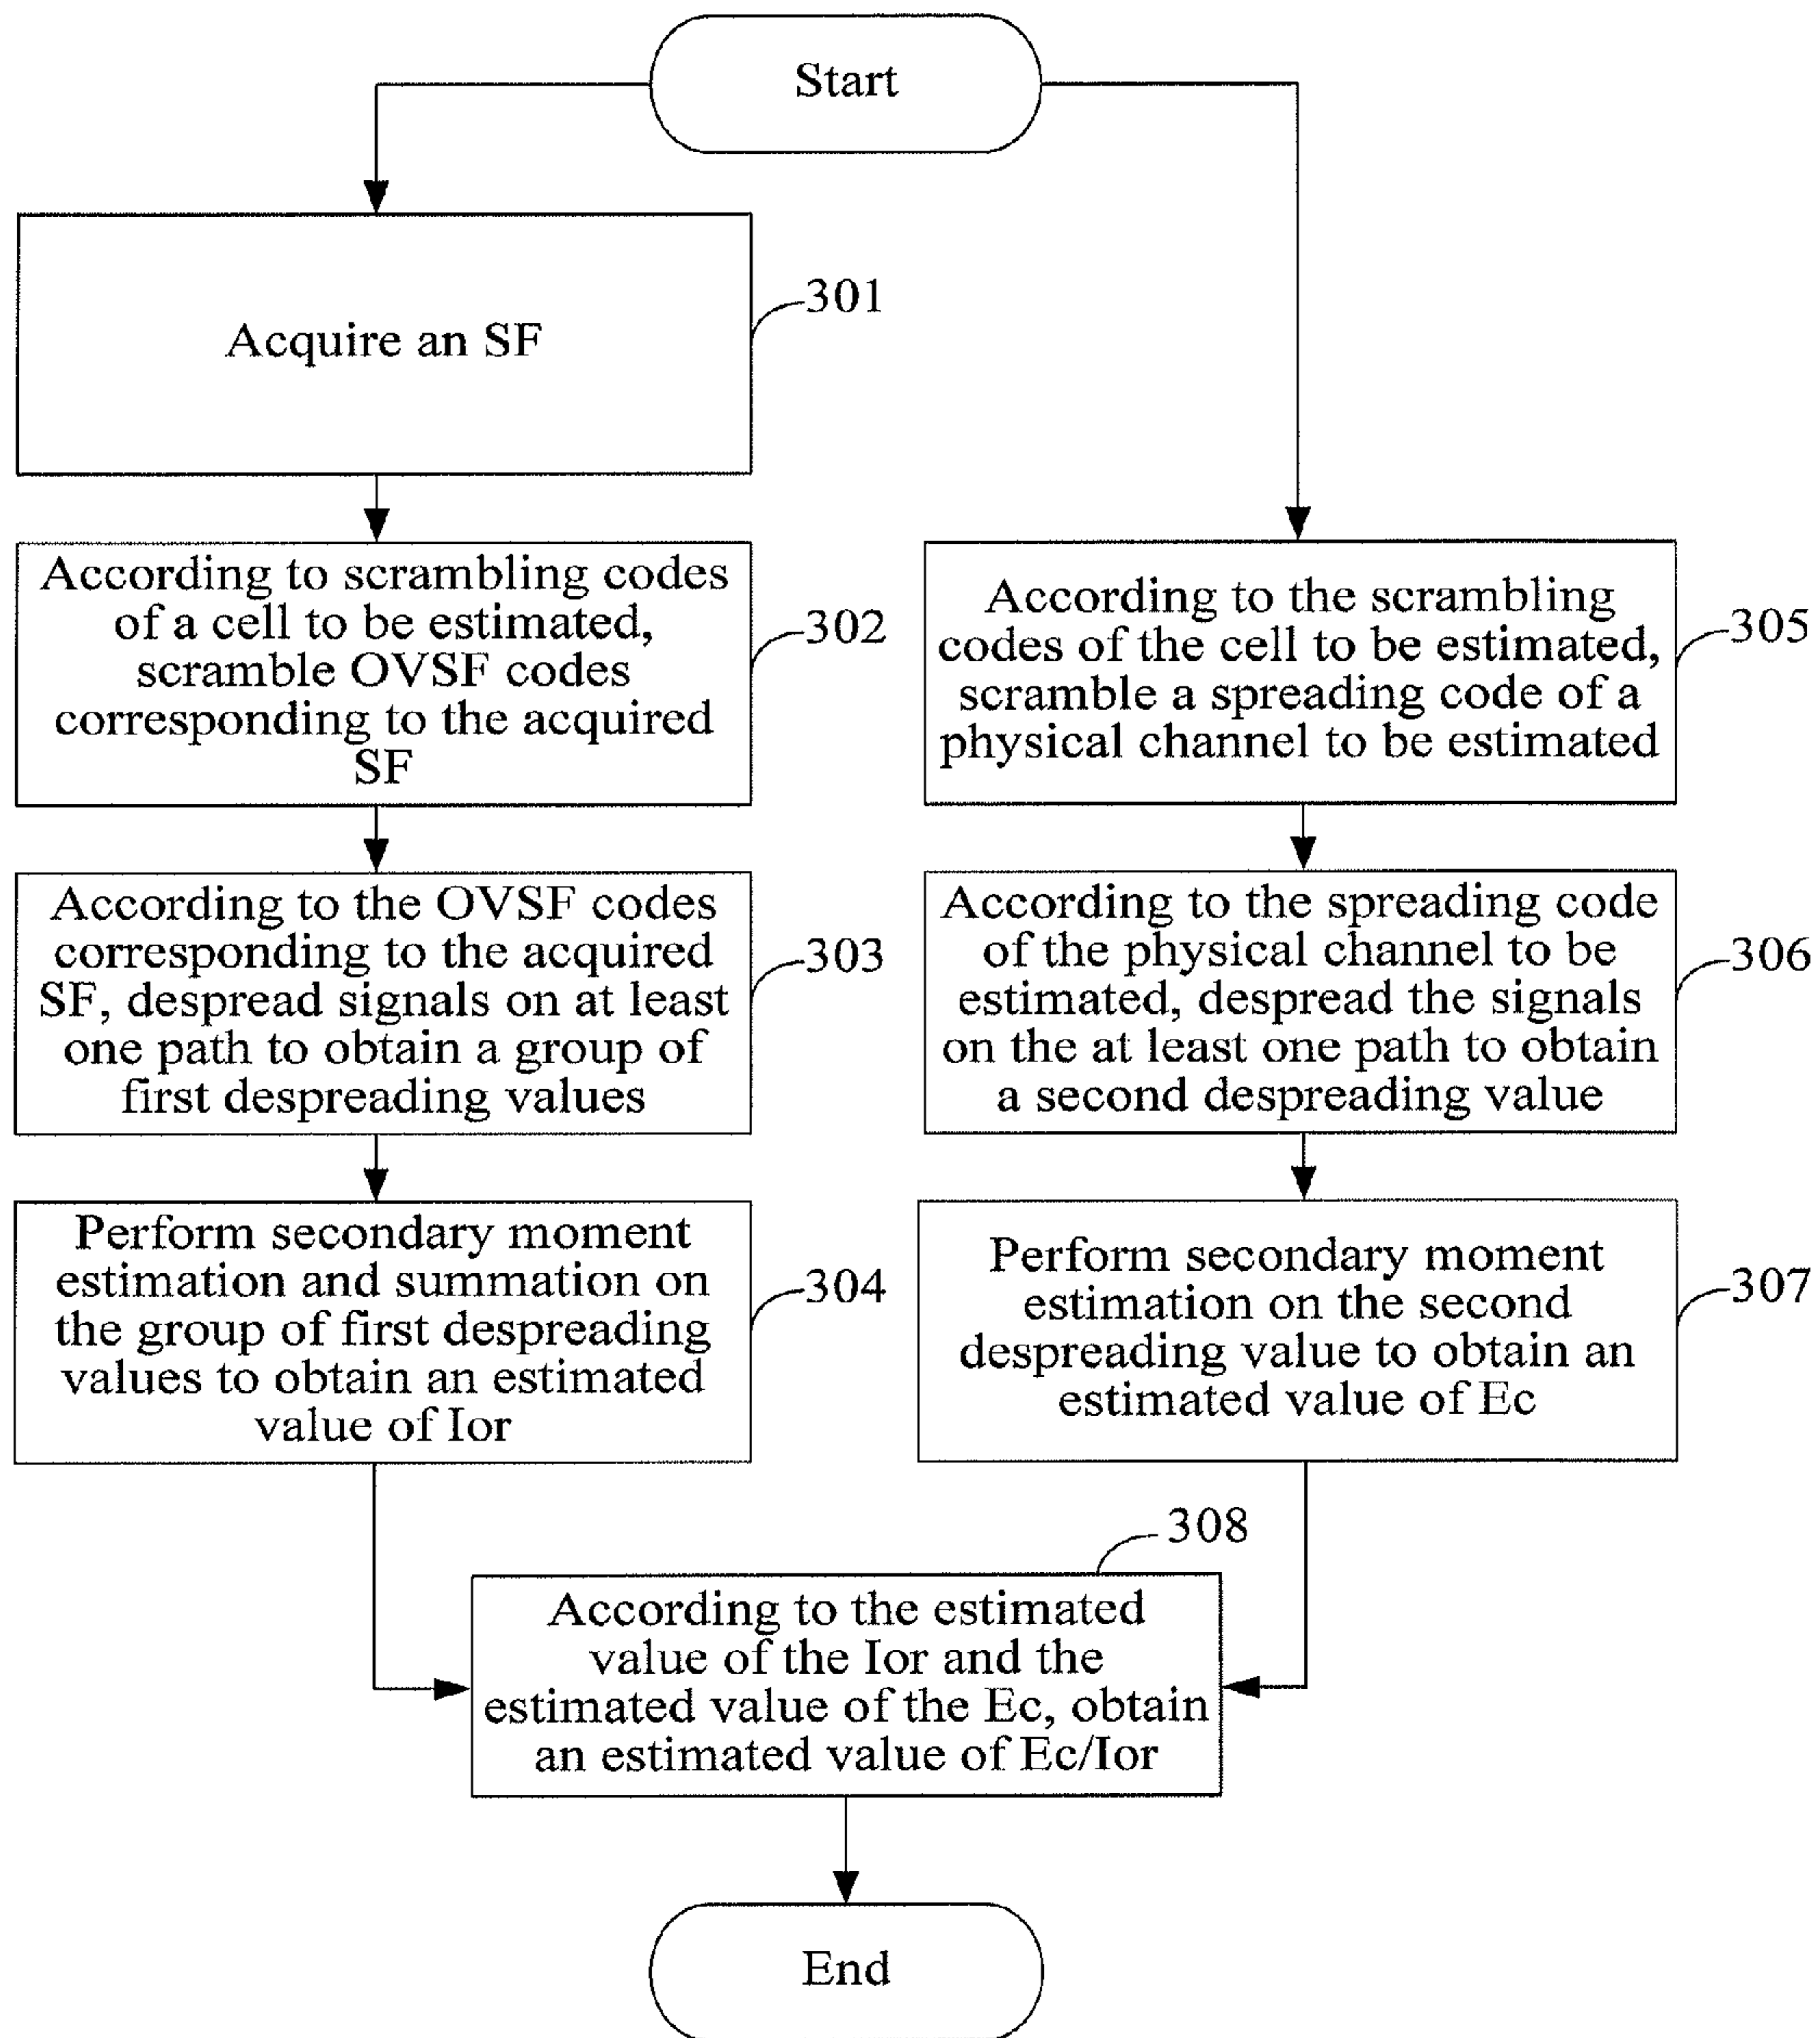 Start
Acquire an SF
301
According to scrambling codes
of a cell to be estimated,
scramble OVSF codes
corresponding to the acquired
SF
302
According to the OVSF codes
corresponding to the acquired
SF, despread signals on at least
one path to obtain a group of
first despreading values
303
Perform secondary moment
estimation and summation on
the group of first despreading
values to obtain an estimated
value of Ior
304
According to the scrambling
codes of the cell to be estimated,
scramble a spreading code of a
physical channel to be estimated
305
According to the spreading code
of the physical channel to be
estimated, despread the signals
on the at least one path to obtain
a second despreading value
306
Perform secondary moment
estimation on the second
despreading value to obtain an
estimated value of Ec
307
308
According to the estimated
value of the Ior and the
estimated value of the Ec, obtain
an estimated value of Ec/Ior
End